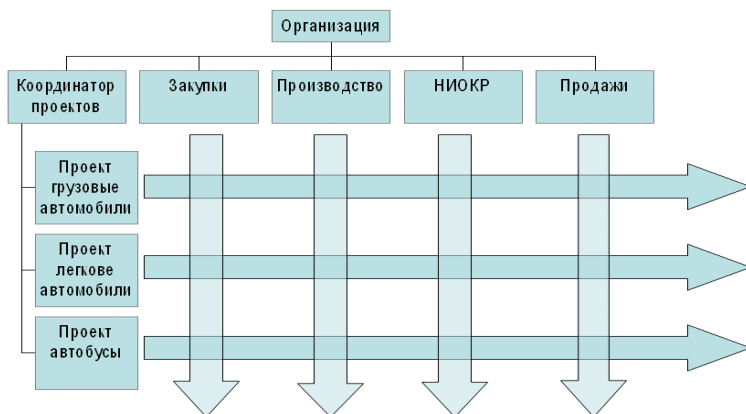 Организация
Координатор
проектов
Закупки
Производство
НИОКР
Продажи
Проект
грузовые
автомобили
Проект
легкове
автомобили
Проект
автобусы